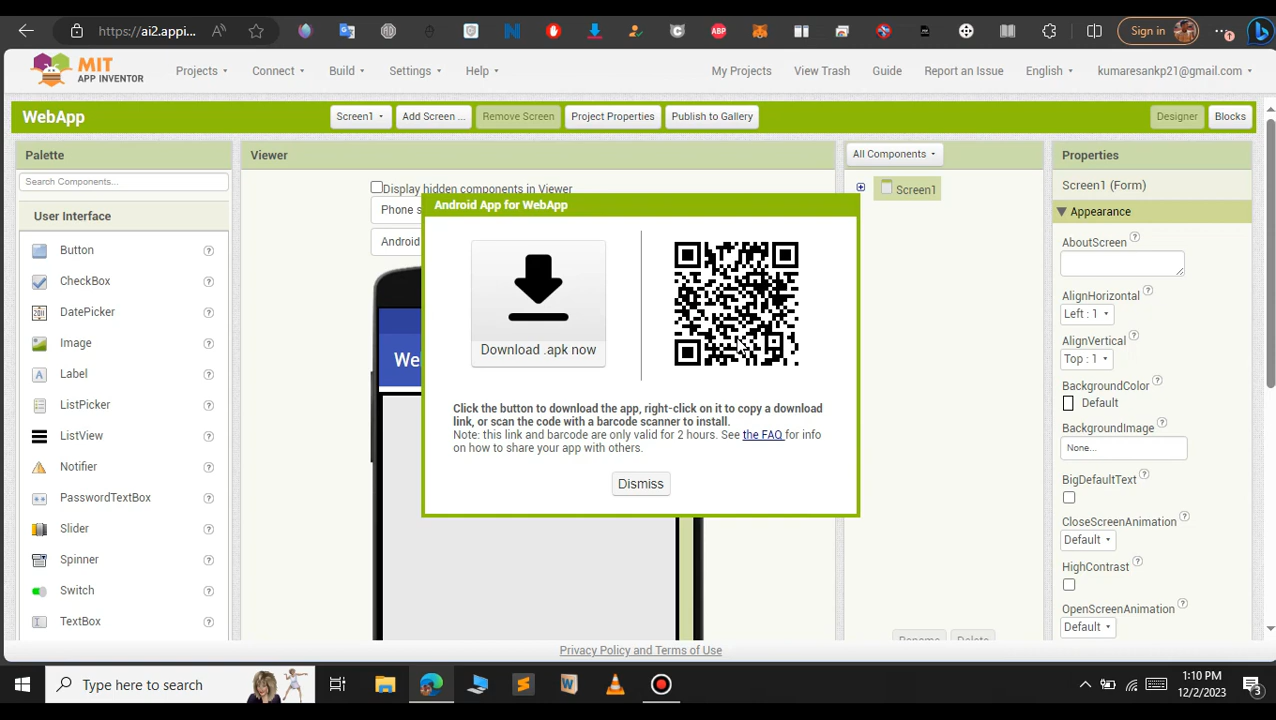 https://ai2.appi...
Sign in
MIT
APP INVENTOR
Projects
Connect
Build
Settings
Help
My Projects
View Trash
Guide
Report an Issue
English
kumaresankp21@gmail.com
WebApp
Screen1
Add Screen ...
Remove Screen
Project Properties
Publish to Gallery
Designer
Blocks
Palette
Search Components...
User Interface
Button
CheckBox
DatePicker
Image
Label
ListPicker
ListView
Notifier
PasswordTextBox
Slider
Spinner
Switch
TextBox
Viewer
Display hidden components in Viewer
Phone s
Android
We
Android App for WebApp
Download .apk now
Click the button to download the app, right-click on it to copy a download
link, or scan the code with a barcode scanner to install.
Note: this link and barcode are only valid for 2 hours. See the FAQ for info
on how to share your app with others.
Dismiss
All Components
Screen1
Rename
Delete
Properties
Screen1 (Form)
Appearance
AboutScreen
AlignHorizontal
Left : 1
AlignVertical
Top : 1
BackgroundColor
Default
BackgroundImage
None...
BigDefaultText
CloseScreenAnimation
Default
HighContrast
OpenScreenAnimation
Default
Privacy Policy and Terms of Use
Type here to search
1:10 PM
12/2/2023
3